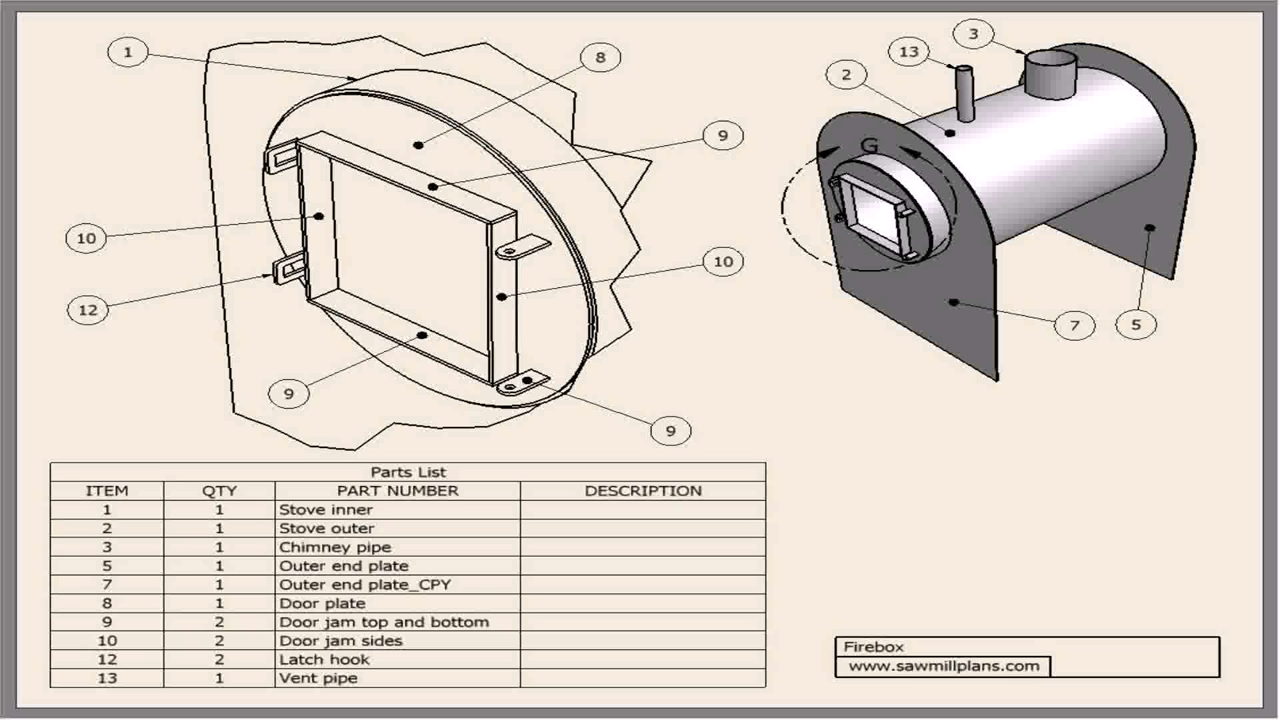 1
8
9
10
10
12
9
9
13
3
2
G
7
5
Parts List
ITEM QTY PART NUMBER DESCRIPTION
1 1 Stove inner
2 1 Stove outer
3 1 Chimney pipe
5 1 Outer end plate
7 1 Outer end plate_CPY
8 1 Door plate
9 2 Door jam top and bottom
10 2 Door jam sides
12 2 Latch hook
13 1 Vent pipe
Firebox
www.sawmillplans.com